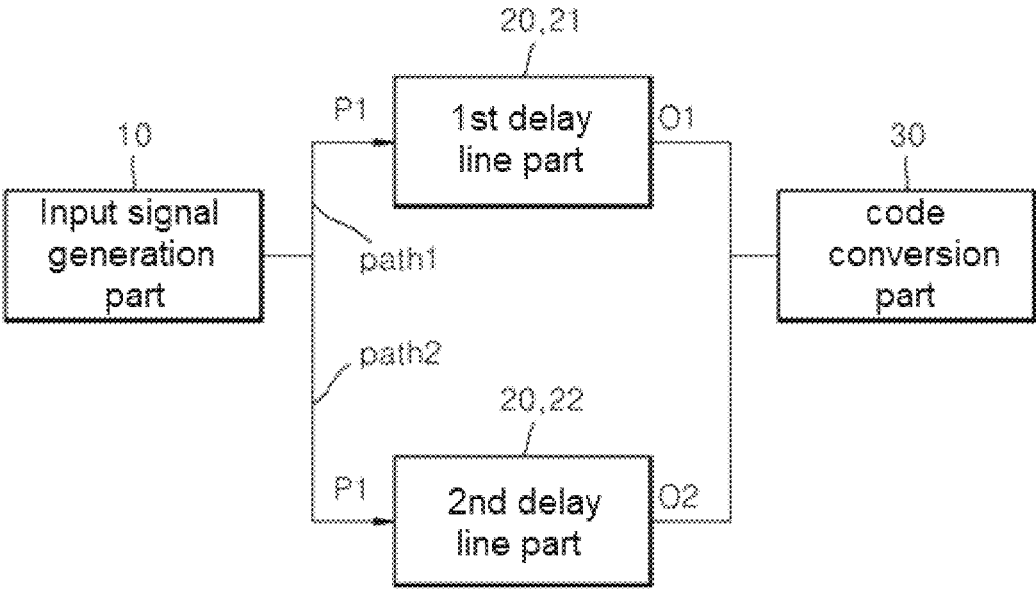 20,21
P1
1st delay
line part
O1
10
30
Input signal
generation
part
path1
code
conversion
part
path2
20,22
P1
2nd delay
line part
O2